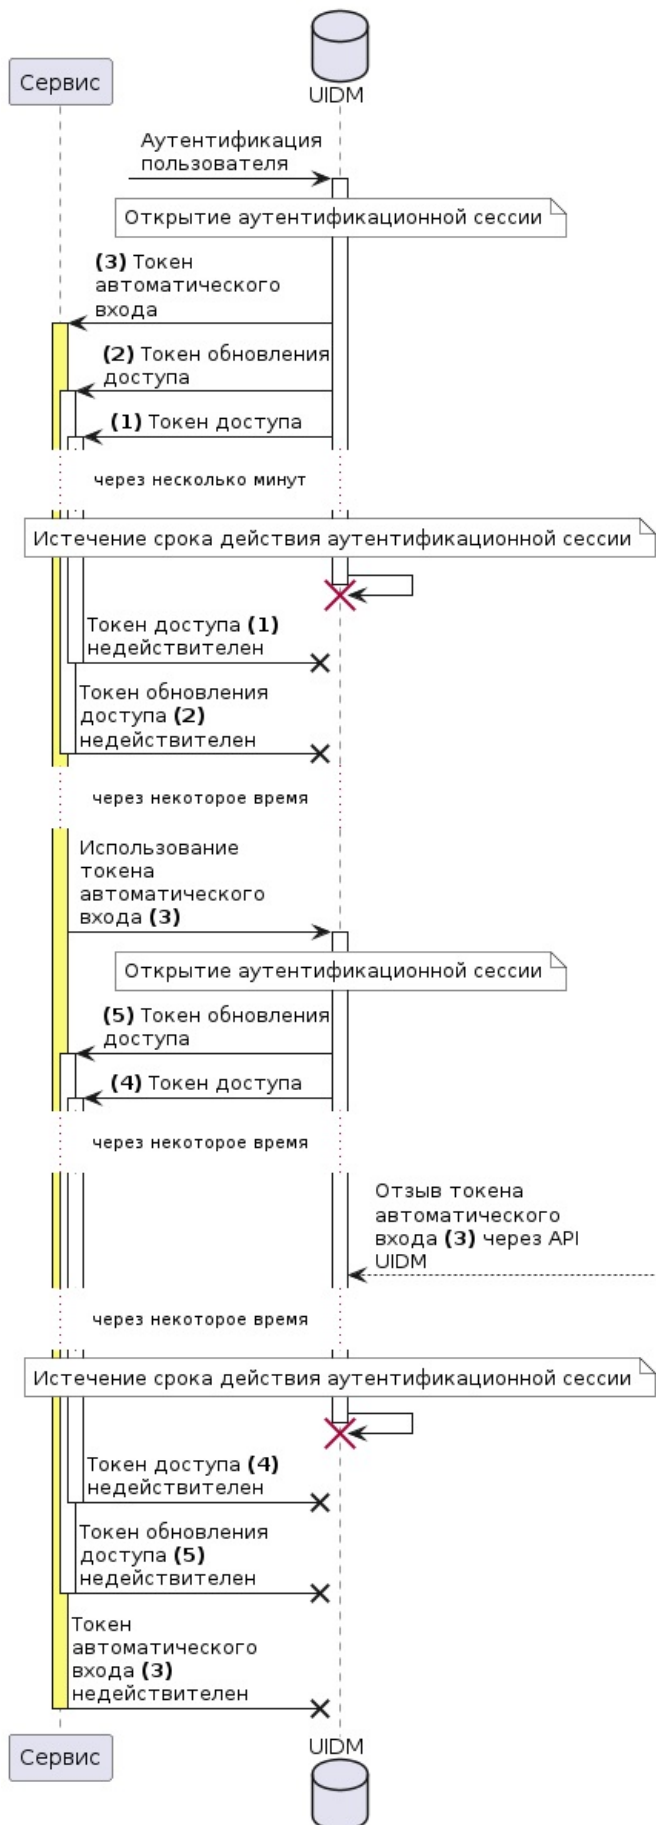 Сервис
UIDM
Аутентификация
пользователя
Открытие аутентификационной сессии
(3) Токен
автоматического
входа
(2) Токен обновления
доступа
(1) Токен доступа
через несколько минут
Истечение срока действия аутентификационной сессии
Токен доступа (1)
недействителен
Токен обновления
доступа (2)
недействителен
через некоторое время
Использование
токена
автоматического
входа (3)
Открытие аутентификационной сессии
(5) Токен обновления
доступа
(4) Токен доступа
через некоторое время
Отзыв токена
автоматического
входа (3) через API
UIDM
через некоторое время
Истечение срока действия аутентификационной сессии
Токен доступа (4)
недействителен
Токен обновления
доступа (5)
недействителен
Токен
автоматического
входа (3)
недействителен
Сервис
UIDM